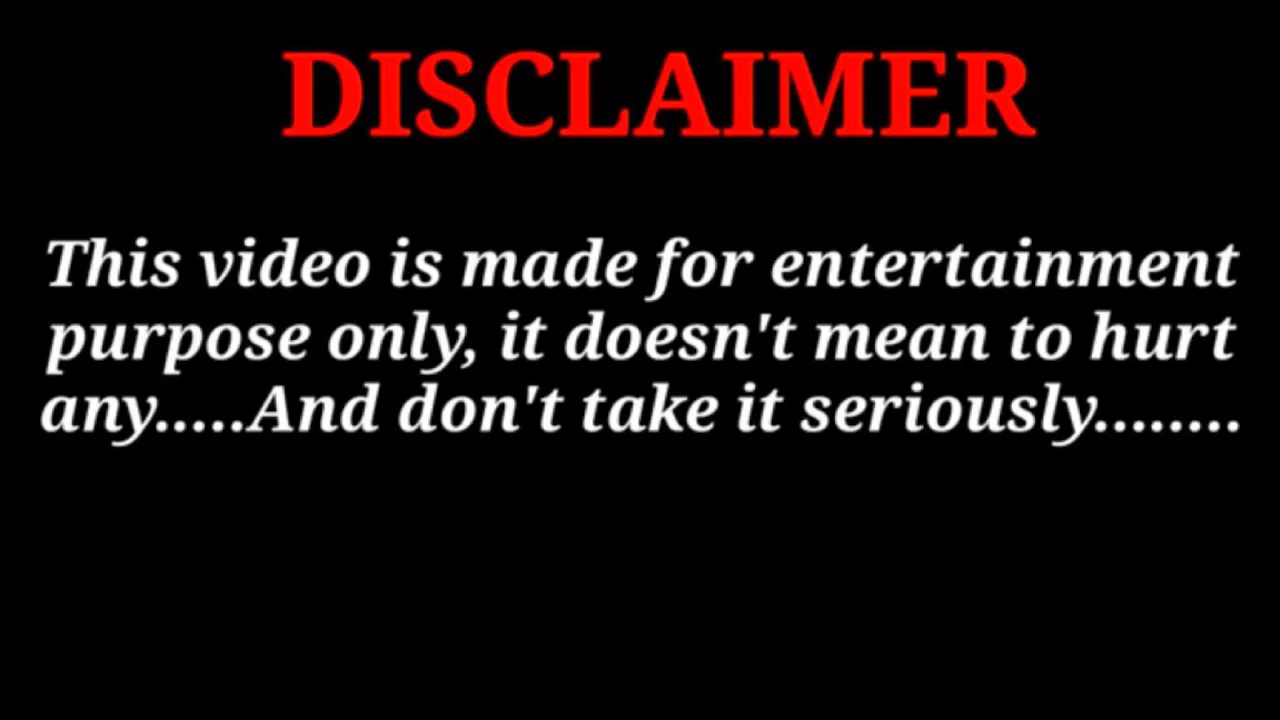 DISCLAIMER
This video is made for entertainment
purpose only, it doesn't mean to hurt
any.....And don't take it seriously........